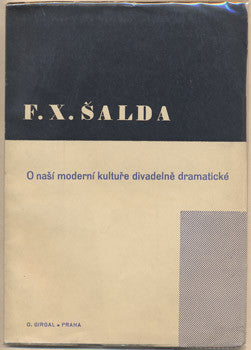 F. X. ŠALDA
O naší moderní kultuře divadelně dramatické
O. GIRGAL ▸ PRAHA